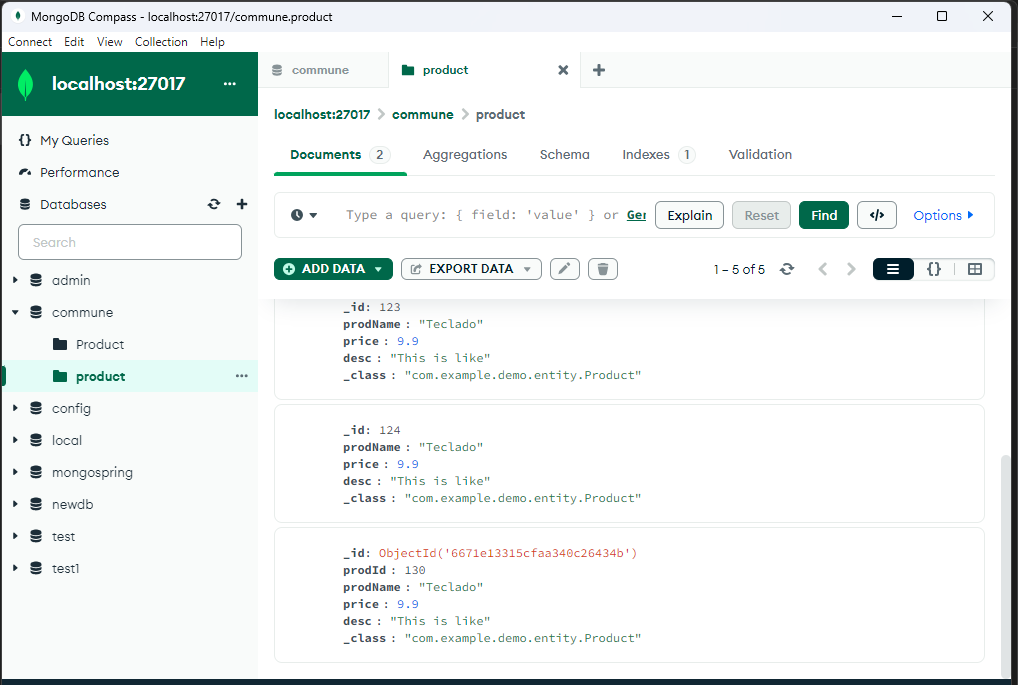 MongoDB Compass - localhost:27017/commune.product
Connect Edit View Collection Help
localhost:27017
My Queries
Performance
Databases
Search
admin
commune
Product
product
config
local
mongospring
newdb
test
test1
commune
product
localhost:27017 > commune > product
Documents 2 Aggregations Schema Indexes 1 Validation
Type a query: { field: 'value' } or Ger Explain Reset Find </> Options
ADD DATA EXPORT DATA 1 – 5 of 5 {}
_id: 123
prodName : "Teclado"
price : 9.9
desc : "This is like"
_class : "com.example.demo.entity.Product"
_id: 124
prodName : "Teclado"
price : 9.9
desc : "This is like"
_class : "com.example.demo.entity.Product"
_id: ObjectId('6671e13315cfaa340c26434b')
prodId : 130
prodName : "Teclado"
price : 9.9
desc : "This is like"
_class : "com.example.demo.entity.Product"